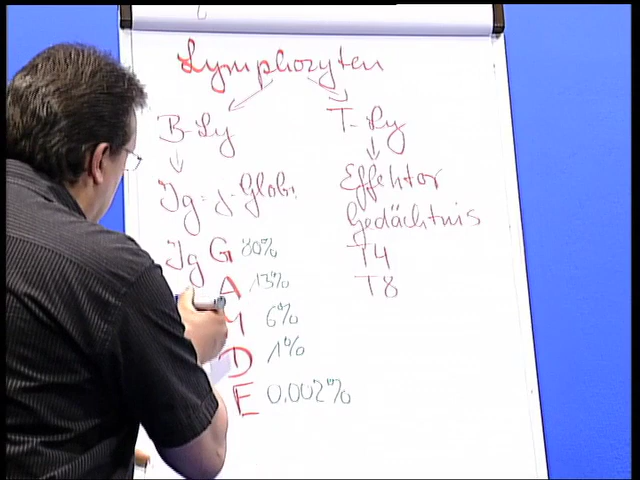 Lymphozyten
B-Ly T-Ly
Ig = γ-Glob. Effektor
Gedächtnis
Ig G 80% T4
A 13% T8
M 6%
D 1%
E 0.002%